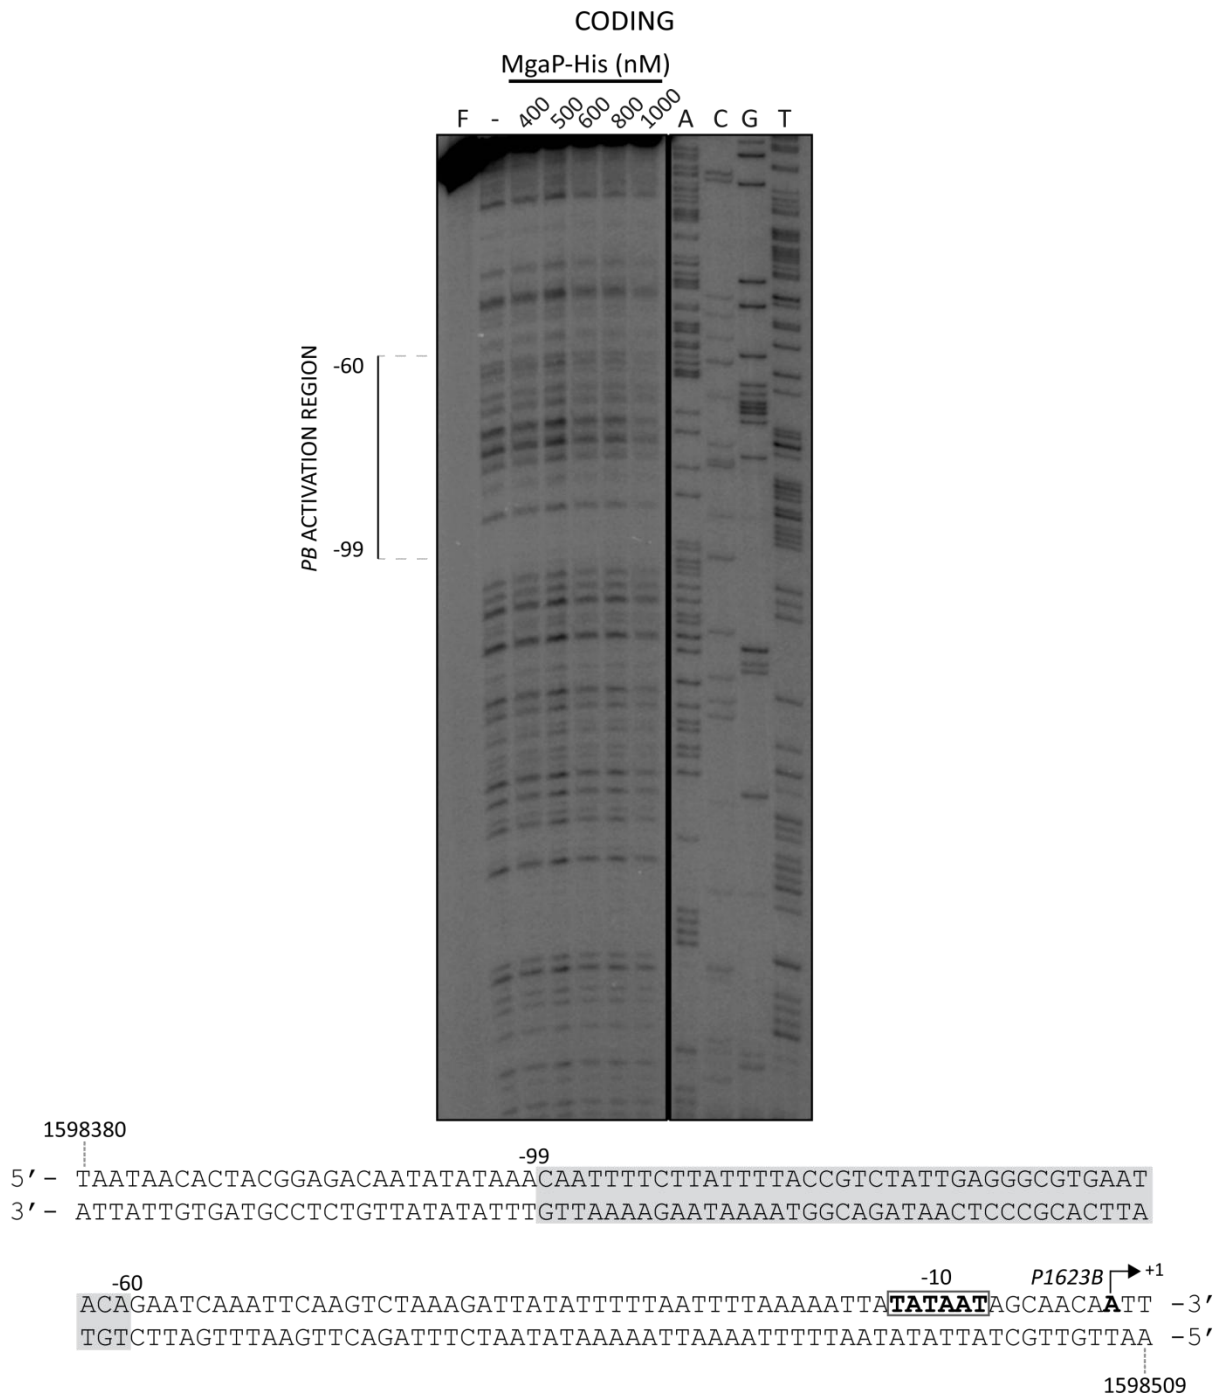 CODING
MgaP-His (nM)
F - 400 500 600 800 1000 A C G T
PB ACTIVATION REGION
-60
-99
1598380
-99
5′- TAATAACACTACGGAGACAATATATAAACAATTTTCTTATTTTACCGTCTATTGAGGGCGTGAAT
3′- ATTATTGTGATGCCTCTGTTATATATTTGTTAAAAGAATAAAATGGCAGATAACTCCCGCACTTA
-60 -10 P1623B +1
ACAGAATCAAATTCAAGTCTAAAGATTATATTTTTAATTTTAAAAATTATATAATAGCAACAATT -3′
TGTCTTAGTTTAAGTTCAGATTTCTAATATAAAAATTAAAATTTTTAATATATTATCGTTGTTAA -5′
1598509